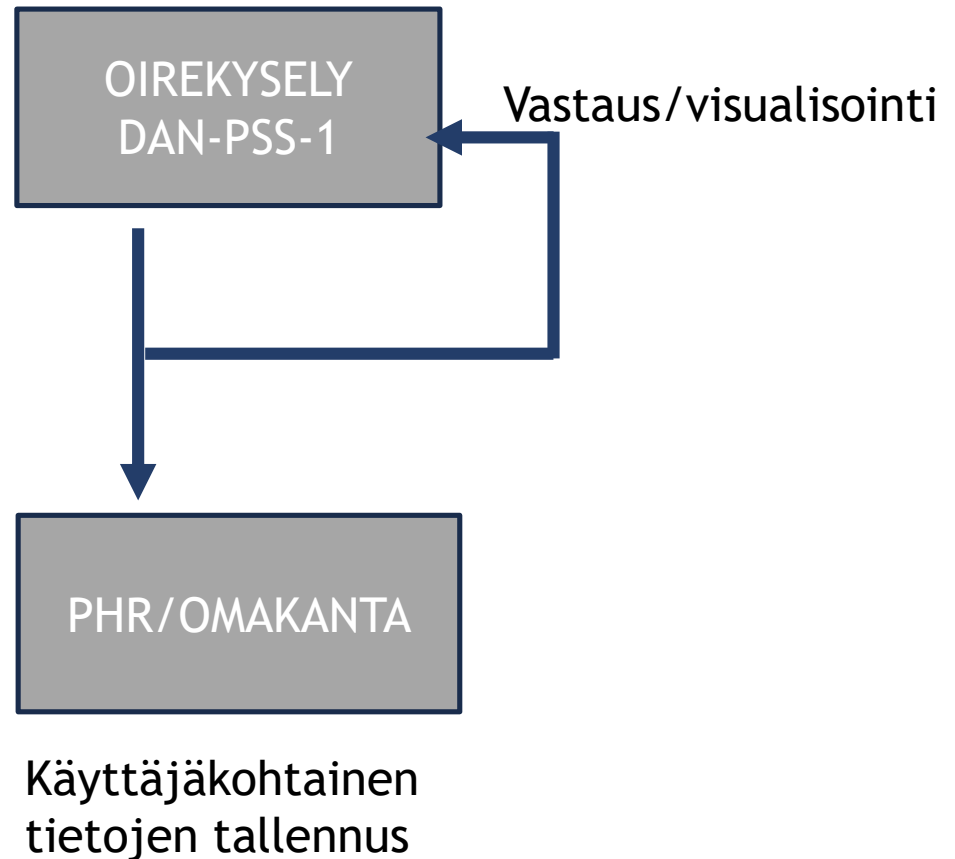 OIREKYSELY
DAN-PSS-1
Vastaus/visualisointi
PHR/OMAKANTA
Käyttäjäkohtainen
tietojen tallennus